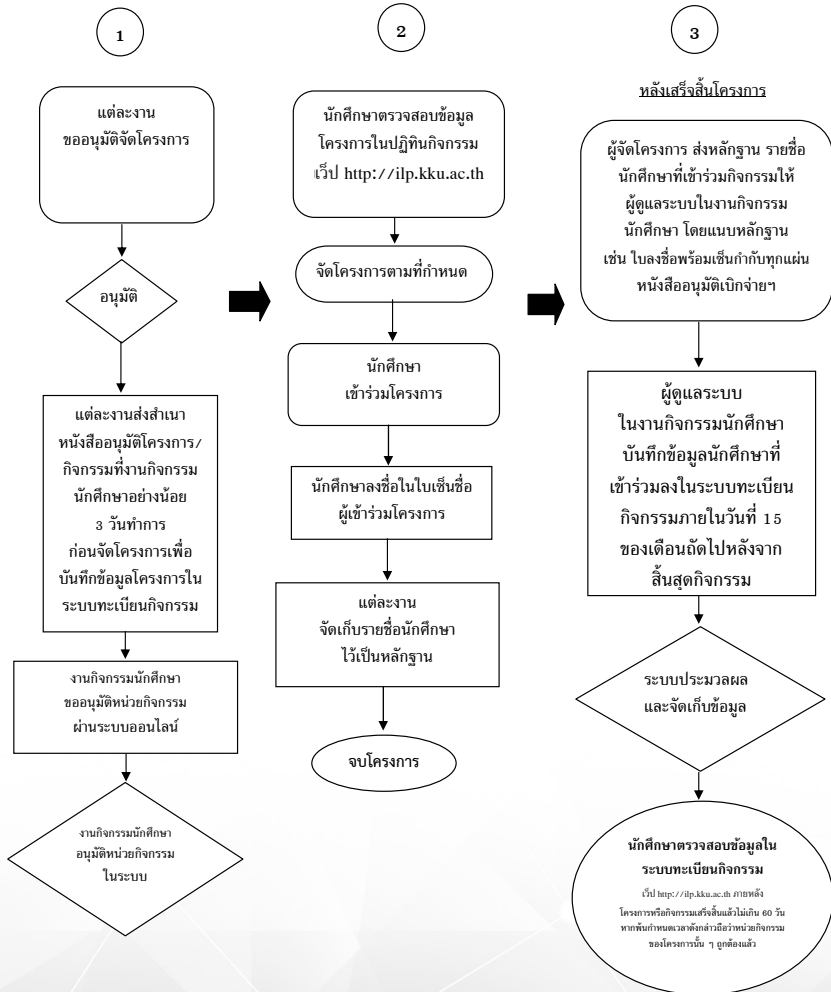 1
แต่ละงาน
ขออนุมัติจัดโครงการ
อนุมัติ
แต่ละงานส่งสำเนา
หนังสืออนุมัติโครงการ/
กิจกรรมที่งานกิจกรรม
นักศึกษาอย่างน้อย
3 วันทำการ
ก่อนจัดโครงการเพื่อ
บันทึกข้อมูลโครงการใน
ระบบทะเบียนกิจกรรม
งานกิจกรรมนักศึกษา
ขออนุมัติหน่วยกิจกรรม
ผ่านระบบออนไลน์
งานกิจกรรมนักศึกษา
อนุมัติหน่วยกิจกรรม
ในระบบ
2
นักศึกษาตรวจสอบข้อมูล
โครงการในปฏิทินกิจกรรม
เว็ป http://ilp.kku.ac.th
จัดโครงการตามที่กำหนด
นักศึกษา
เข้าร่วมโครงการ
นักศึกษาลงชื่อในใบเซ็นชื่อ
ผู้เข้าร่วมโครงการ
แต่ละงาน
จัดเก็บรายชื่อนักศึกษา
ไว้เป็นหลักฐาน
จบโครงการ
3
หลังเสร็จสิ้นโครงการ
ผู้จัดโครงการ ส่งหลักฐาน รายชื่อ
นักศึกษาที่เข้าร่วมกิจกรรมให้
ผู้ดูแลระบบในงานกิจกรรม
นักศึกษา โดยแนบหลักฐาน
เช่น ใบลงชื่อพร้อมเซ็นกำกับทุกแผ่น
หนังสืออนุมัติเบิกจ่ายฯ
ผู้ดูแลระบบ
ในงานกิจกรรมนักศึกษา
บันทึกข้อมูลนักศึกษาที่
เข้าร่วมลงในระบบทะเบียน
กิจกรรมภายในวันที่ 15
ของเดือนถัดไปหลังจาก
สิ้นสุดกิจกรรม
ระบบประมวลผล
และจัดเก็บข้อมูล
นักศึกษาตรวจสอบข้อมูลใน
ระบบทะเบียนกิจกรรม
เว็ป http://ilp.kku.ac.th ภายหลัง
โครงการหรือกิจกรรมเสร็จสิ้นแล้วไม่เกิน 60 วัน
หากพ้นกำหนดเวลาดังกล่าวถือว่าหน่วยกิจกรรม
ของโครงการนั้น ๆ ถูกต้องแล้ว